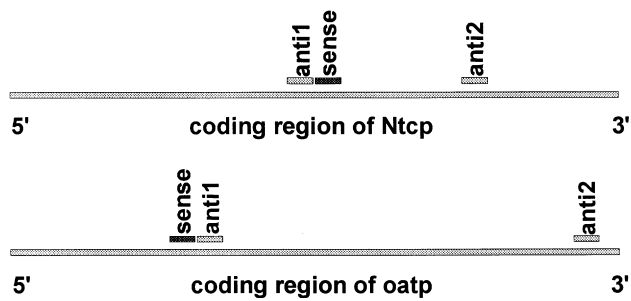 anti1 sense anti2
5' coding region of Ntcp 3'
sense anti1 anti2
5' coding region of oatp 3'